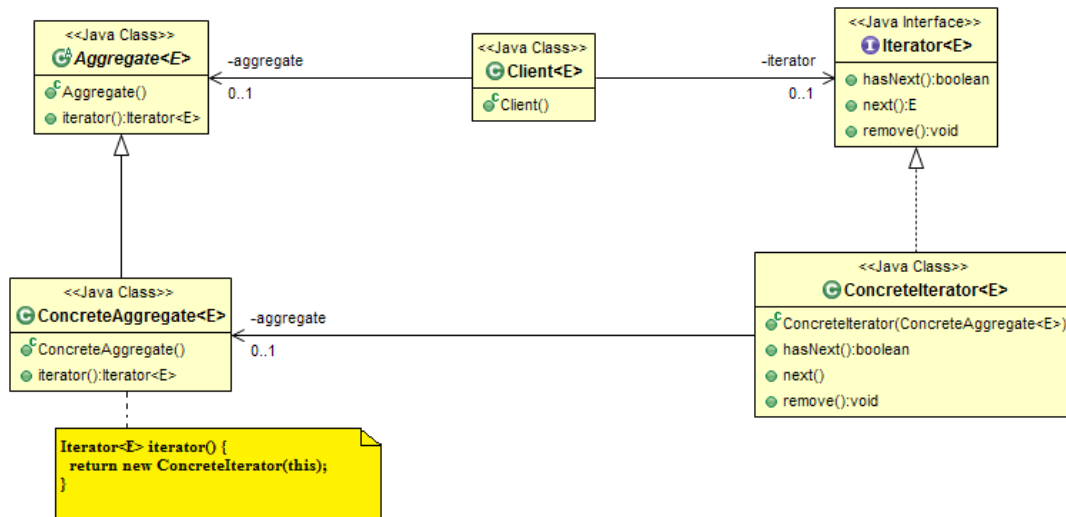 <<Java Class>>
Aggregate<E>
Aggregate()
iterator():Iterator<E>
-aggregate
0..1
<<Java Class>>
Client<E>
Client()
-iterator
0..1
<<Java Interface>>
Iterator<E>
hasNext():boolean
next():E
remove():void
<<Java Class>>
ConcreteAggregate<E>
ConcreteAggregate()
iterator():Iterator<E>
-aggregate
0..1
<<Java Class>>
ConcreteIterator<E>
ConcreteIterator(ConcreteAggregate<E>)
hasNext():boolean
next()
remove():void
Iterator<E> iterator() {
return new ConcreteIterator(this);
}